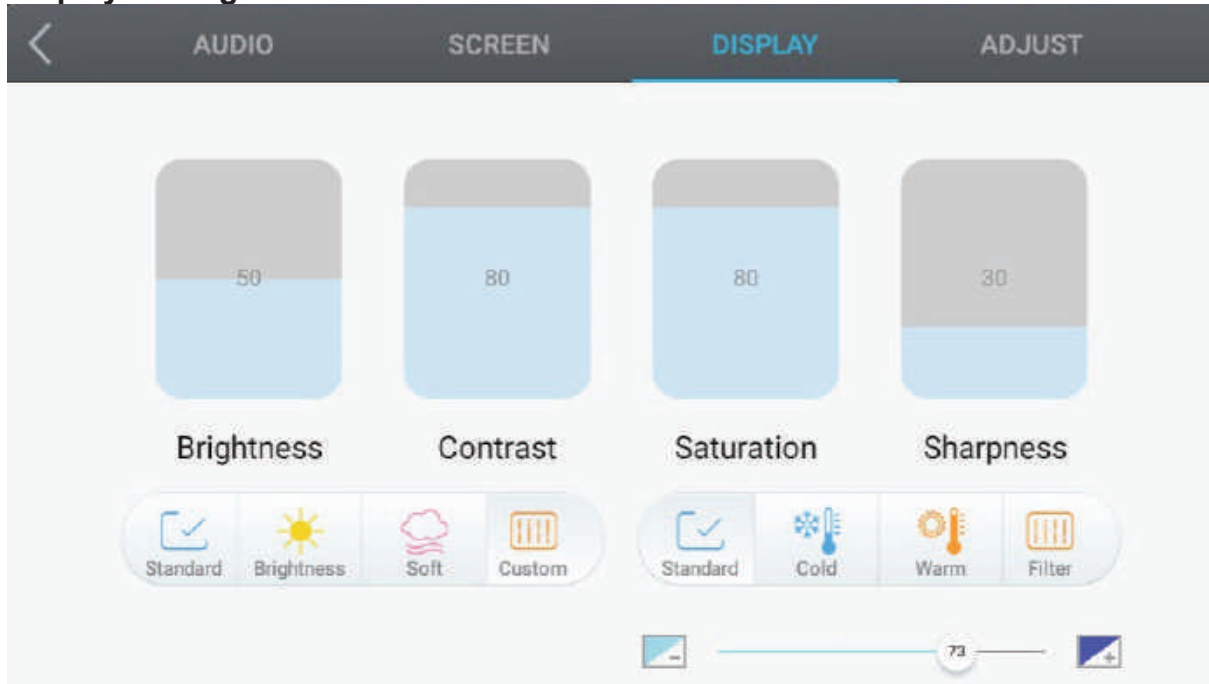 AUDIO SCREEN DISPLAY ADJUST
50 80 80 30
Brightness Contrast Saturation Sharpness
Standard Brightness Soft Custom Standard Cold Warm Filter
73